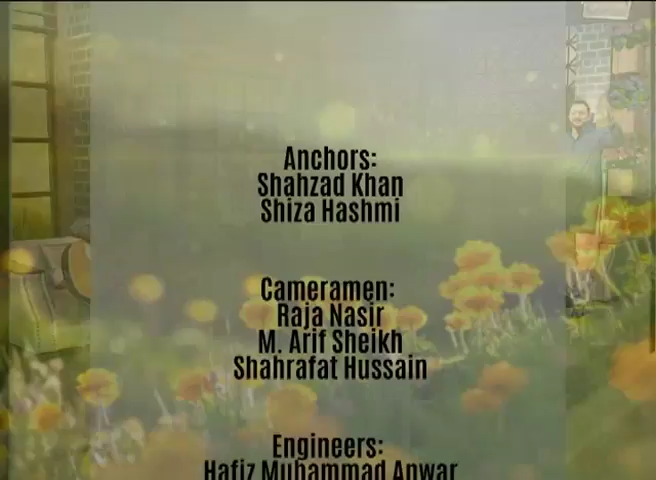 Anchors:
Shahzad Khan
Shiza Hashmi
Cameramen:
Raja Nasir
M. Arif Sheikh
Shahrafat Hussain
Engineers:
Hafiz Muhammad Anwar